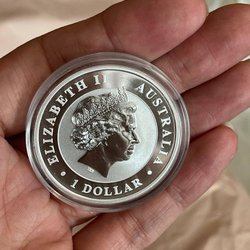 ELIZABETH II
AUSTRALIA
· 1 DOLLAR ·